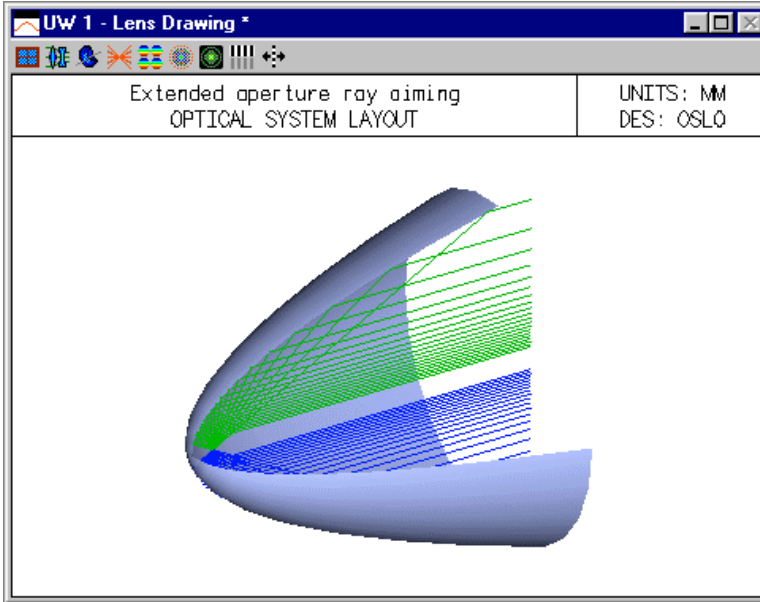 UW 1 - Lens Drawing *
Extended aperture ray aiming
OPTICAL SYSTEM LAYOUT
UNITS: MM
DES: OSLO